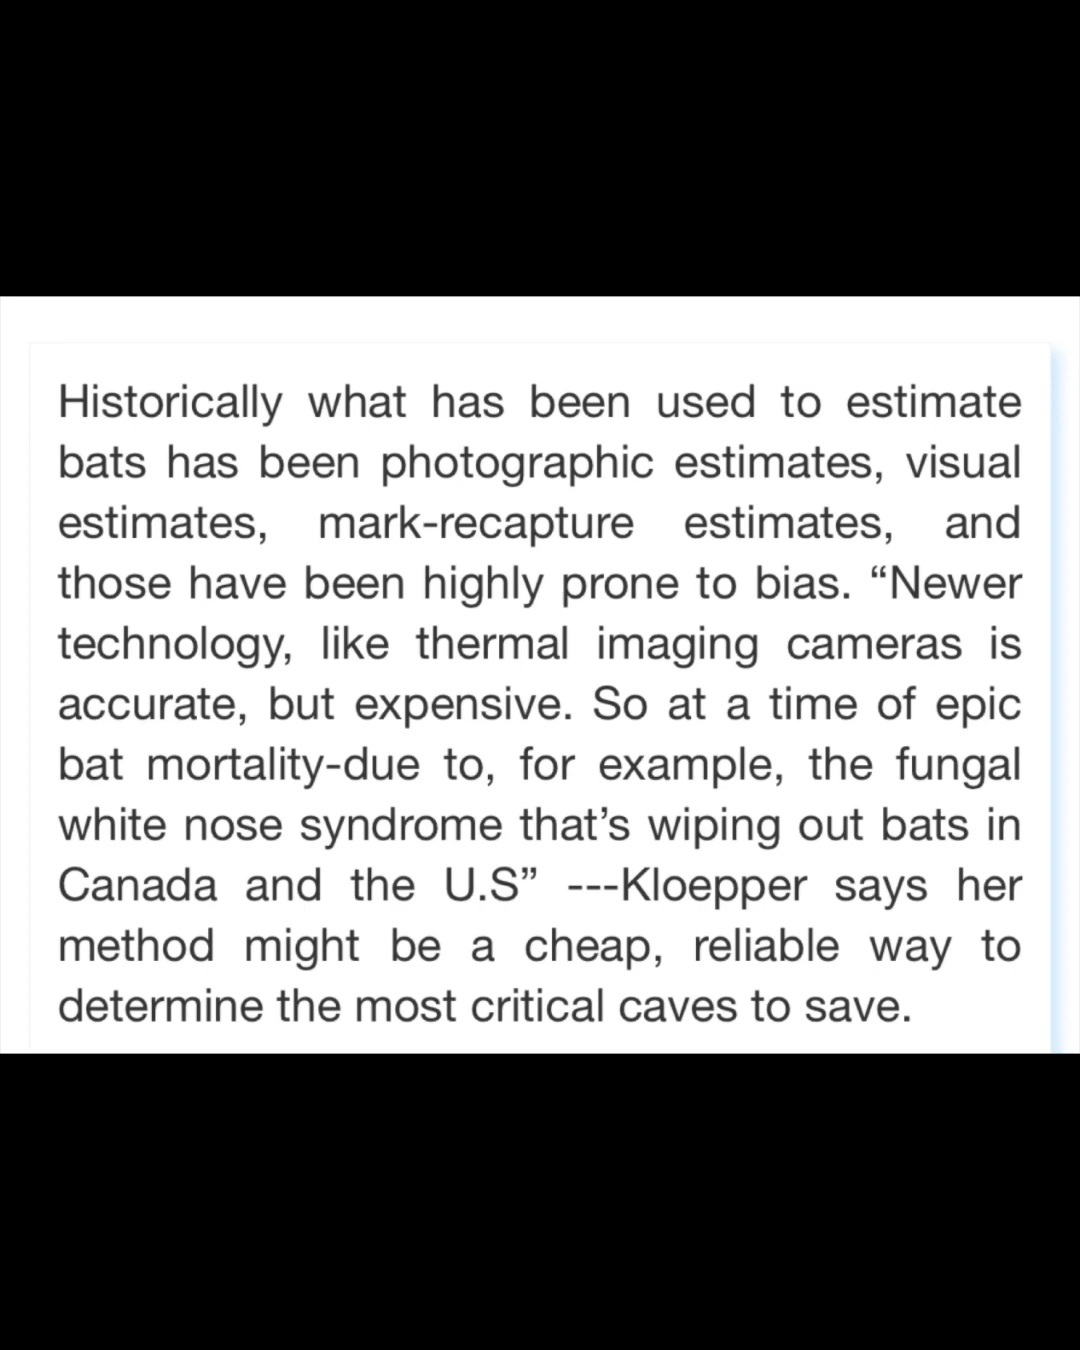 Historically what has been used to estimate
bats has been photographic estimates, visual
estimates, mark-recapture estimates, and
those have been highly prone to bias. “Newer
technology, like thermal imaging cameras is
accurate, but expensive. So at a time of epic
bat mortality-due to, for example, the fungal
white nose syndrome that’s wiping out bats in
Canada and the U.S” ---Kloepper says her
method might be a cheap, reliable way to
determine the most critical caves to save.